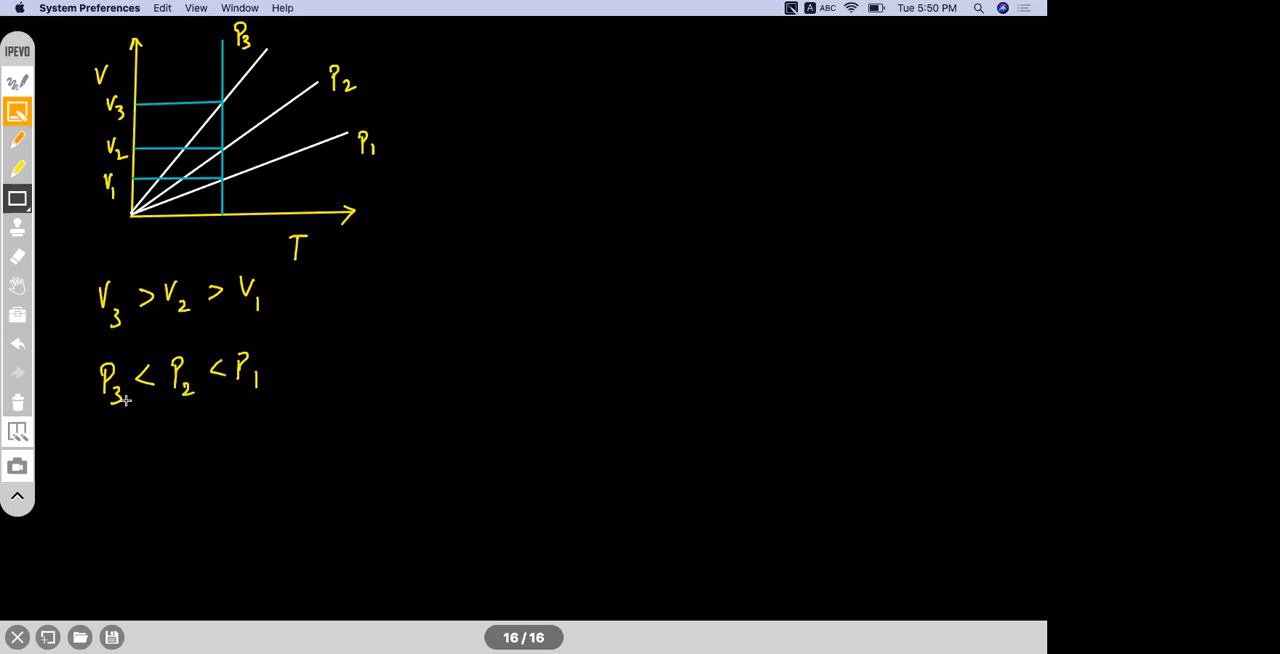 System Preferences Edit View Window Help A ABC Tue 5:50 PM
IPEVO
P3
V
P2
V3
P1
V2
V1
T
V3 > V2 > V1
P3 < P2 < P1
16 / 16